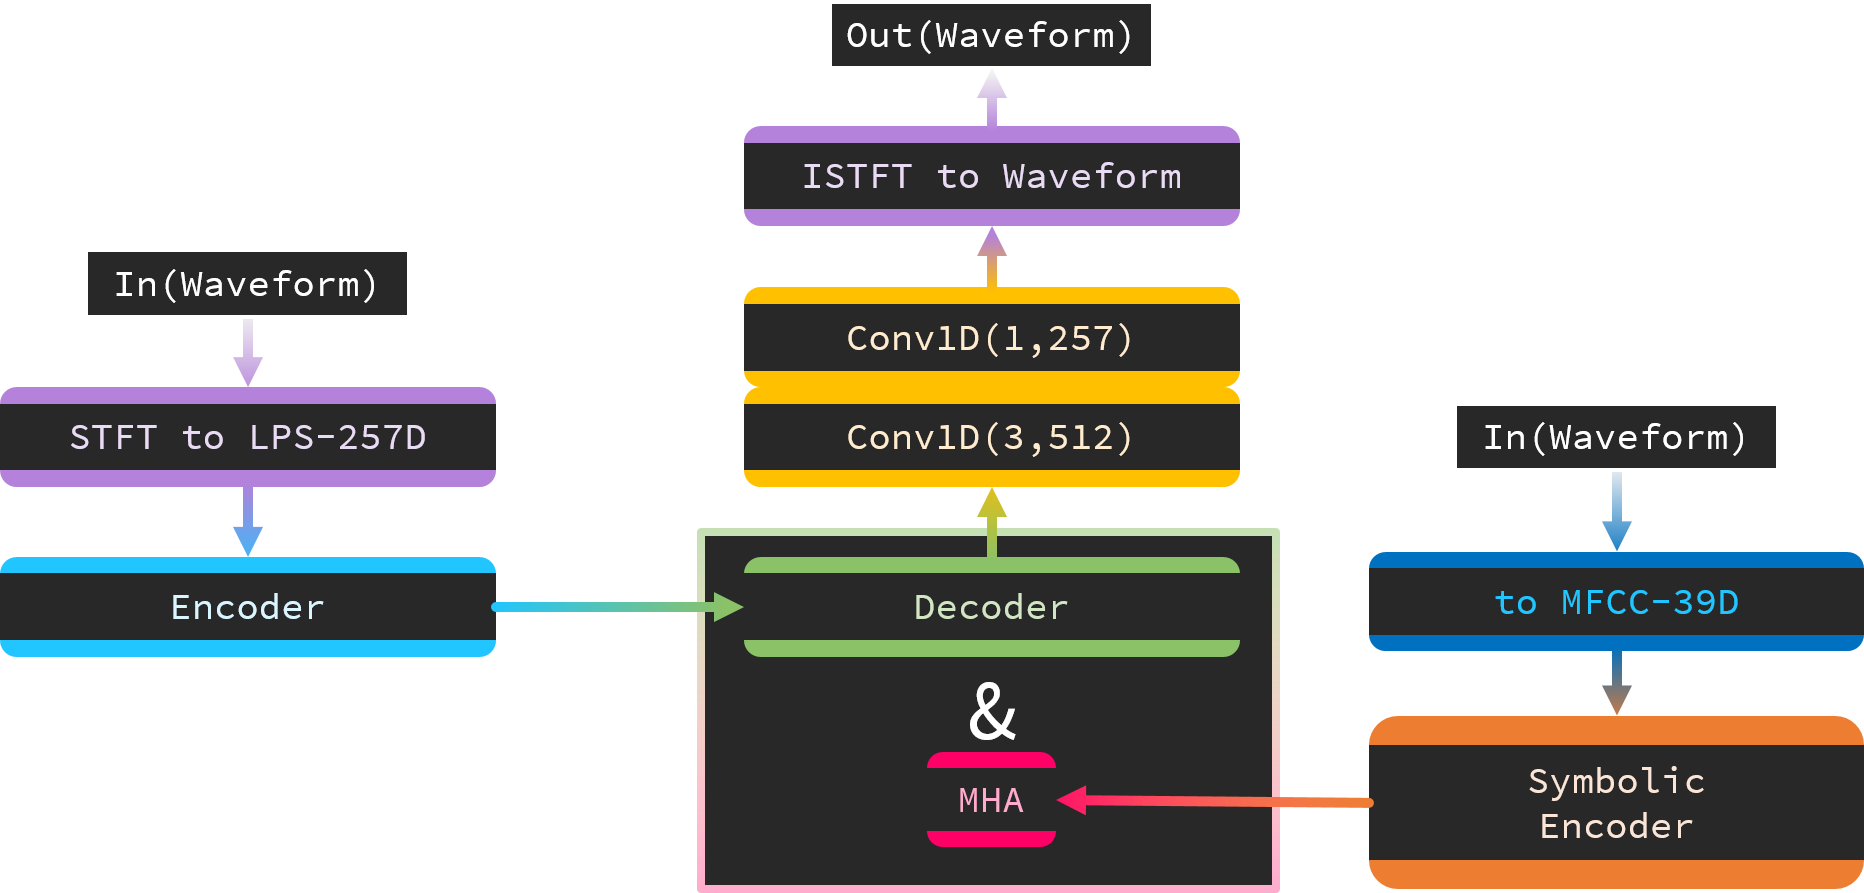 Out(Waveform)
ISTFT to Waveform
In(Waveform)
Conv1D(1,257)
STFT to LPS-257D
Conv1D(3,512)
In(Waveform)
Encoder
Decoder
to MFCC-39D
&
MHA
Symbolic
Encoder